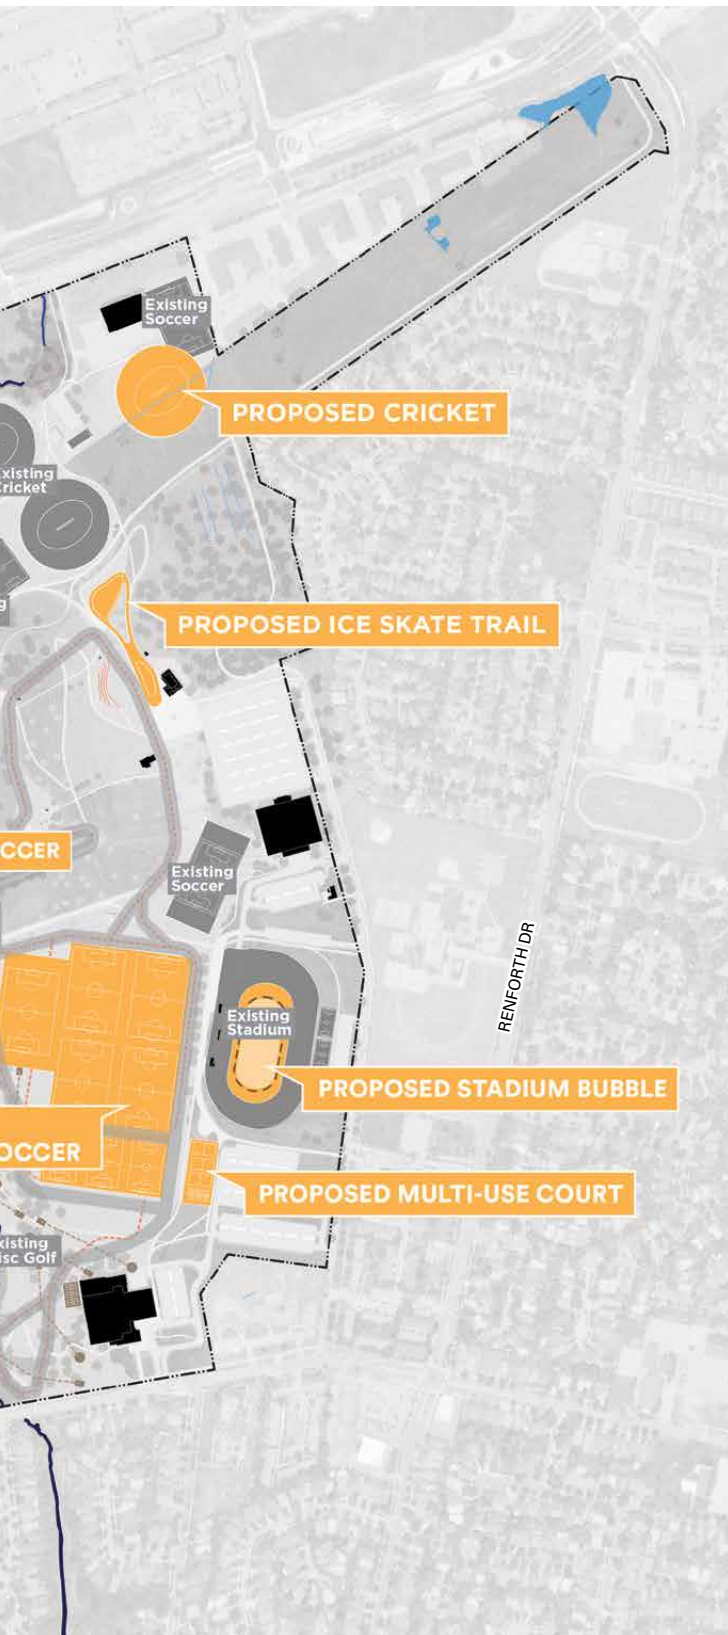 Existing
Soccer
PROPOSED CRICKET
xisting
ricket
g
PROPOSED ICE SKATE TRAIL
CCER
Existing
Soccer
RENFORTH DR
Existing
Stadium
PROPOSED STADIUM BUBBLE
OCCER
PROPOSED MULTI-USE COURT
xisting
isc Golf